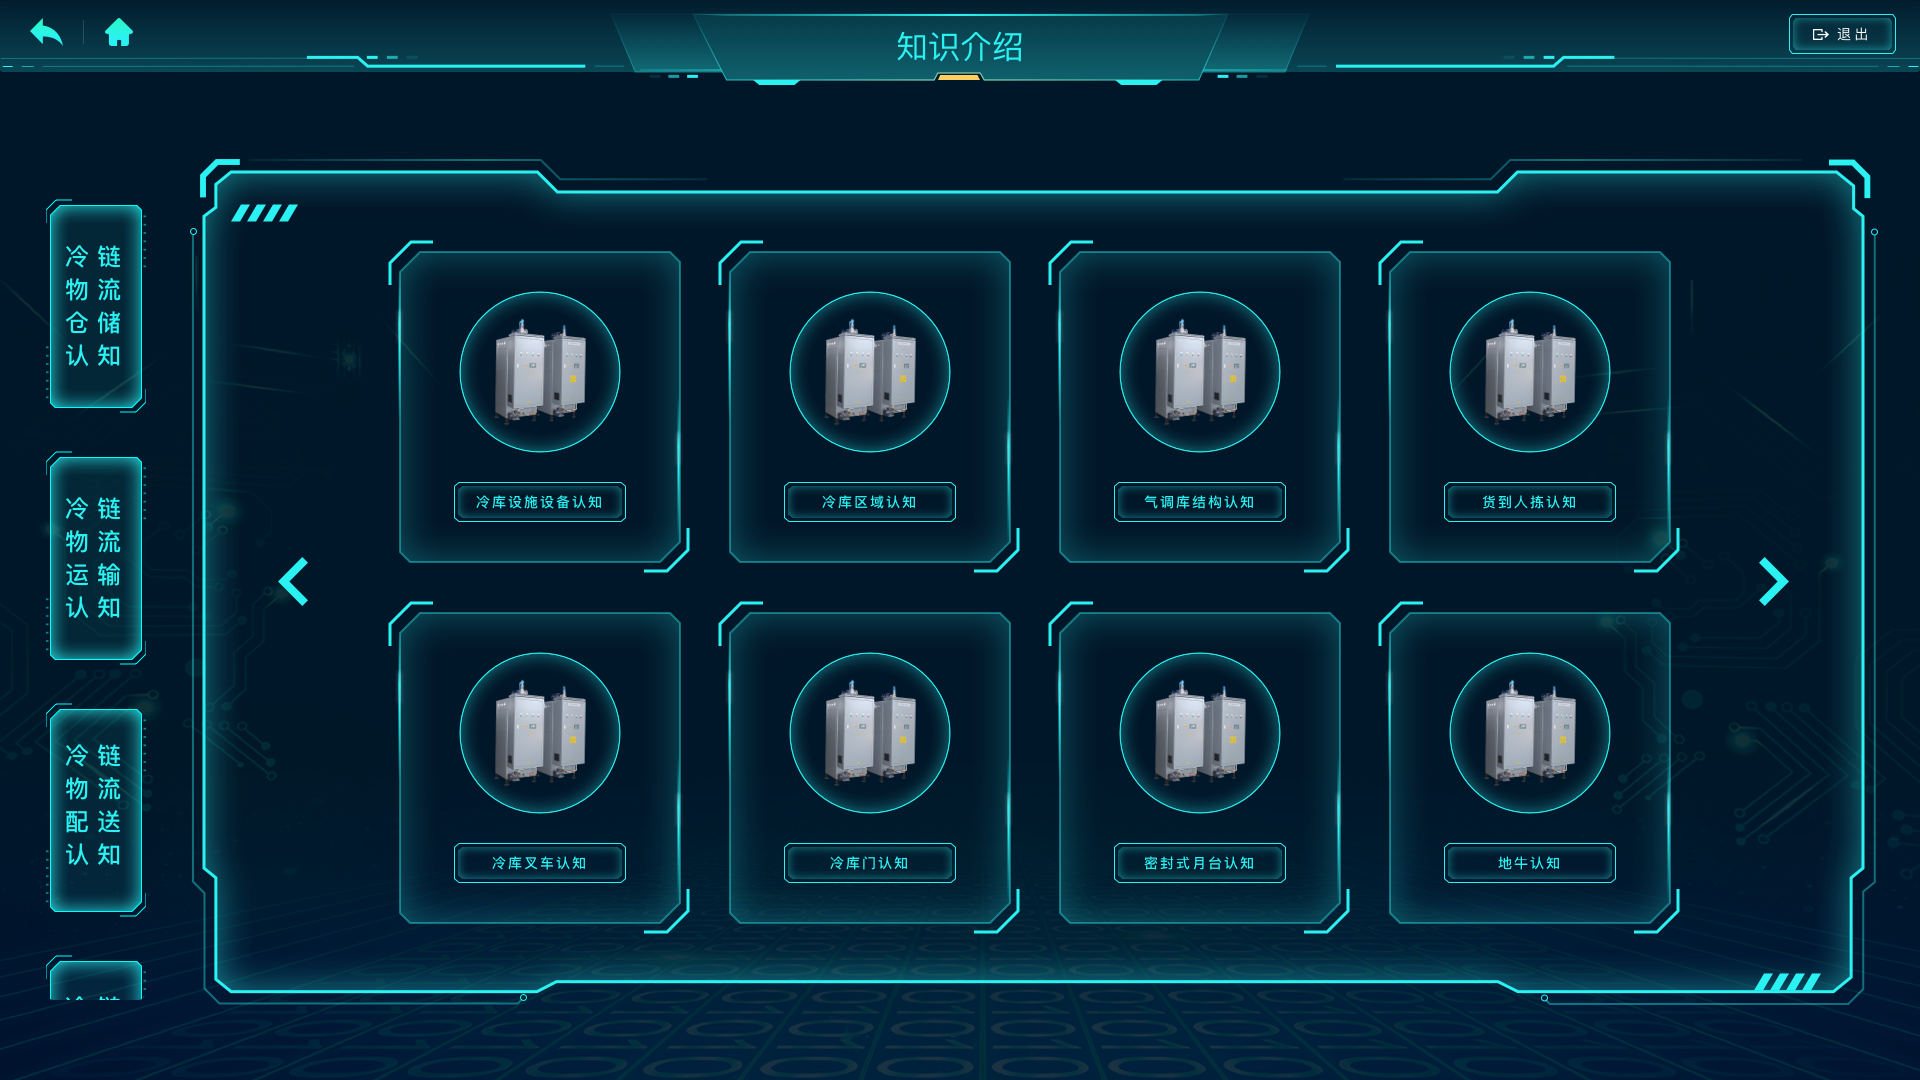 知识介绍
退出
冷链
物流
仓储
认知
冷链
物流
运输
认知
冷链
物流
配送
认知
冷链
冷库设施设备认知
冷库区域认知
气调库结构认知
货到人拣认知
冷库叉车认知
冷库门认知
密封式月台认知
地牛认知